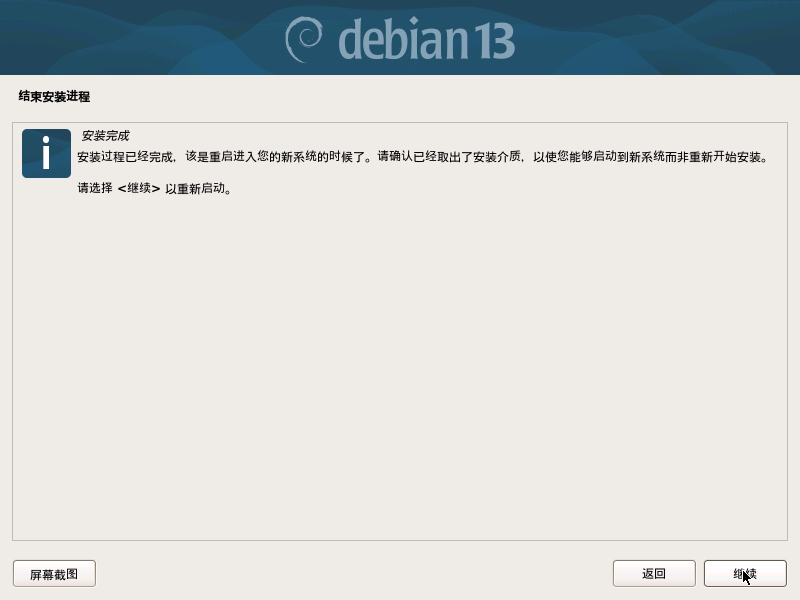 debian 13
结束安装进程
安装完成
安装过程已经完成，该是重启进入您的新系统的时候了。请确认已经取出了安装介质，以使您能够启动到新系统而非重新开始安装。
请选择 <继续> 以重新启动。
屏幕截图
返回
继续